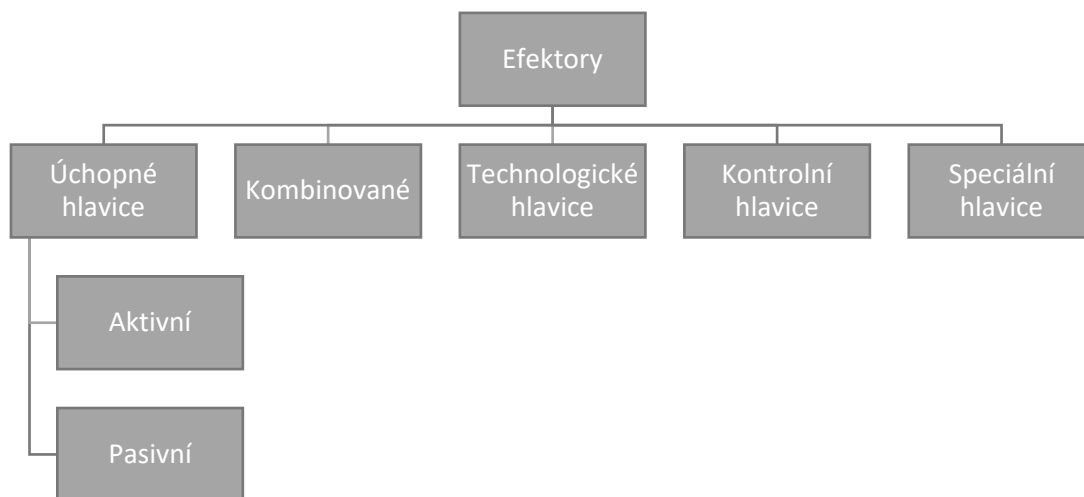 Efektory
Úchopné
hlavice
Kombinované
Technologické
hlavice
Kontrolní
hlavice
Speciální
hlavice
Aktivní
Pasivní